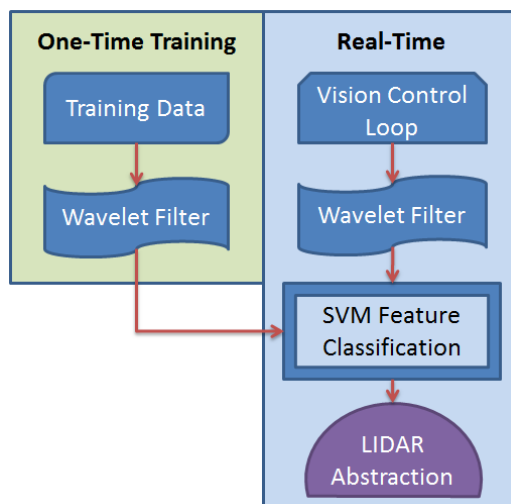 One-Time Training
Training Data
Wavelet Filter
Real-Time
Vision Control
Loop
Wavelet Filter
SVM Feature
Classification
LIDAR
Abstraction